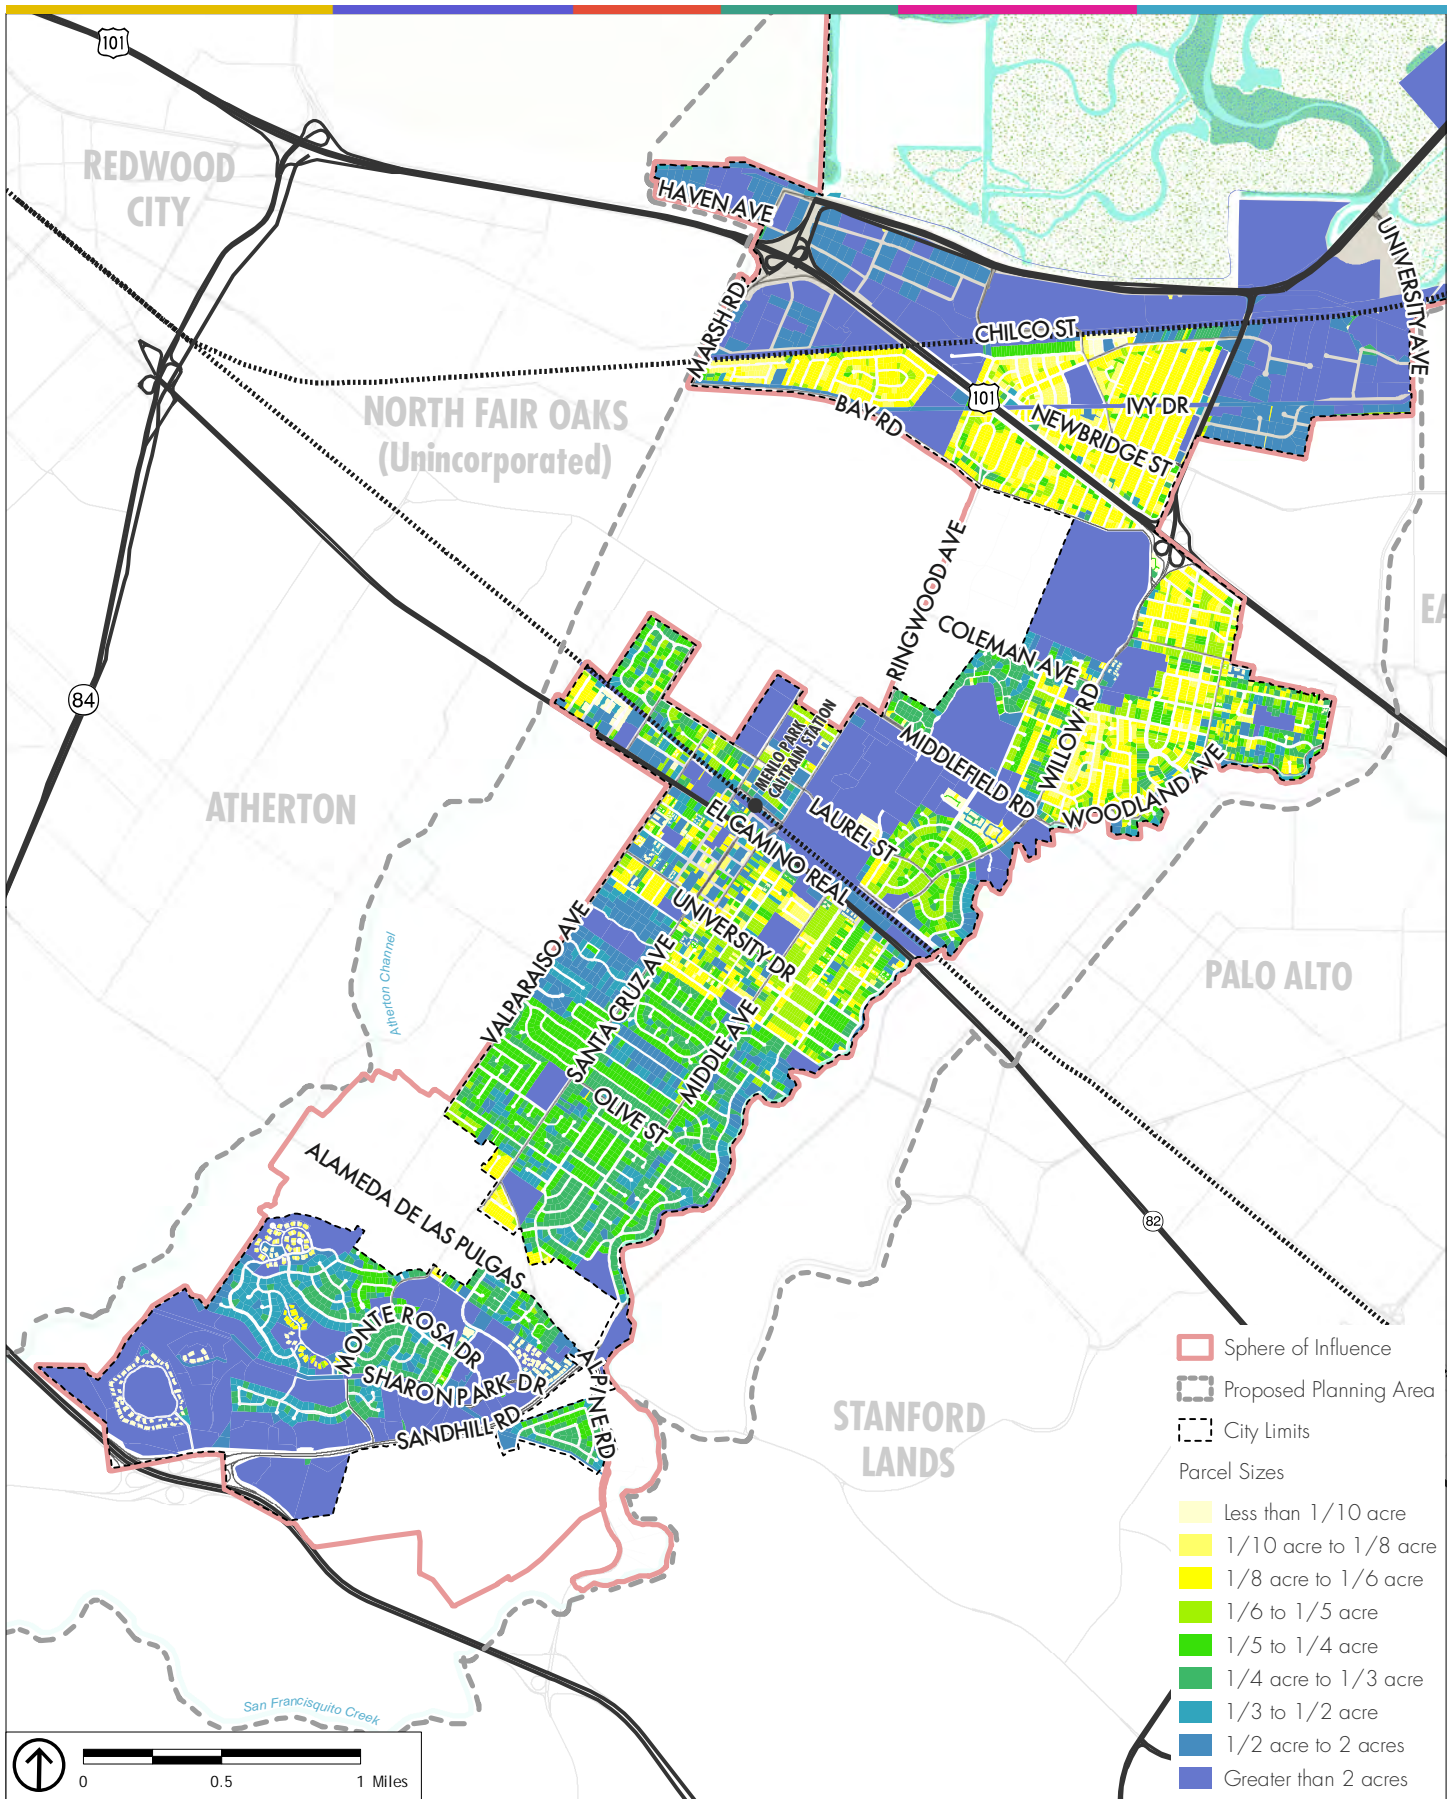 101
REDWOOD
CITY
HAVEN AVE
UNIVERSITY AVE
MARSH RD
CHILCO ST
101
NORTH FAIR OAKS
(Unincorporated)
BAY RD
IVY DR
NEWBRIDGE ST
RINGWOOD AVE
EA
COLEMAN AVE
84
MENLO PARK
CALTRAIN STATION
MIDDLEFIELD RD
WILLOW RD
WOODLAND AVE
ATHERTON
EL CAMINO REAL
LAUREL ST
UNIVERSITY DR
VALPARAISO AVE
SANTA CRUZ AVE
Atherton Channel
PALO ALTO
MIDDLE AVE
OLIVE ST
ALAMEDA DE LAS PULGAS
82
MONTE ROSA DR
SHARON PARK DR
SANDHILL RD
ALPINE RD
STANFORD
LANDS
San Francisquito Creek
Sphere of Influence
Proposed Planning Area
City Limits
Parcel Sizes
Less than 1/10 acre
1/10 acre to 1/8 acre
1/8 acre to 1/6 acre
1/6 to 1/5 acre
1/5 to 1/4 acre
1/4 acre to 1/3 acre
1/3 to 1/2 acre
1/2 acre to 2 acres
Greater than 2 acres
0 0.5 1 Miles